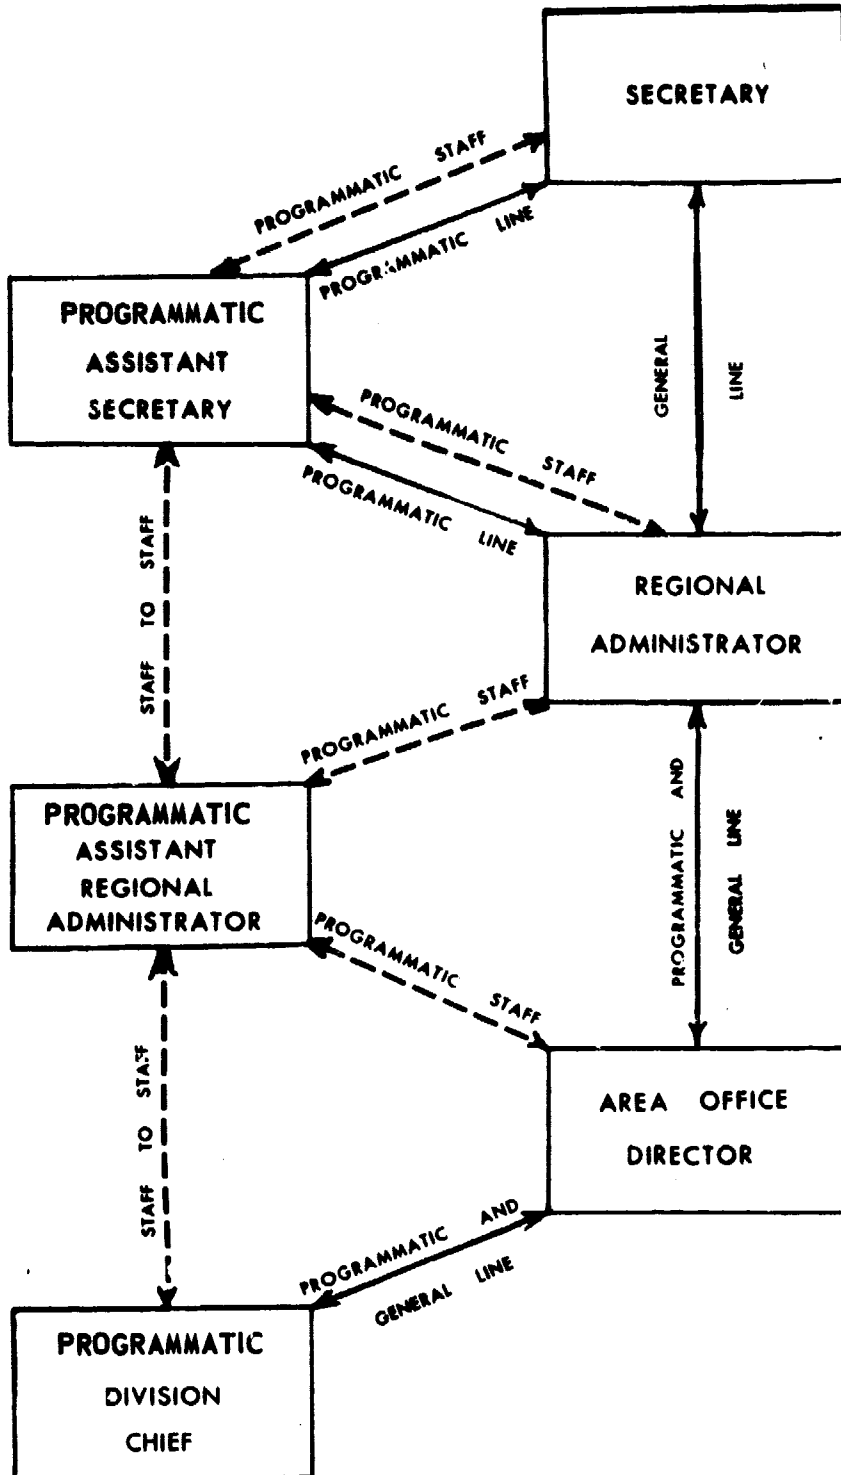 SECRETARY
PROGRAMMATIC STAFF
PROGRAMMATIC LINE
PROGRAMMATIC
ASSISTANT
SECRETARY
GENERAL
LINE
PROGRAMMATIC STAFF
PROGRAMMATIC LINE
STAFF TO STAFF
REGIONAL
ADMINISTRATOR
PROGRAMMATIC STAFF
PROGRAMMATIC
ASSISTANT
REGIONAL
ADMINISTRATOR
PROGRAMMATIC AND
GENERAL LINE
PROGRAMMATIC STAFF
STAFF TO STAFF
AREA OFFICE
DIRECTOR
PROGRAMMATIC AND
GENERAL LINE
PROGRAMMATIC
DIVISION
CHIEF